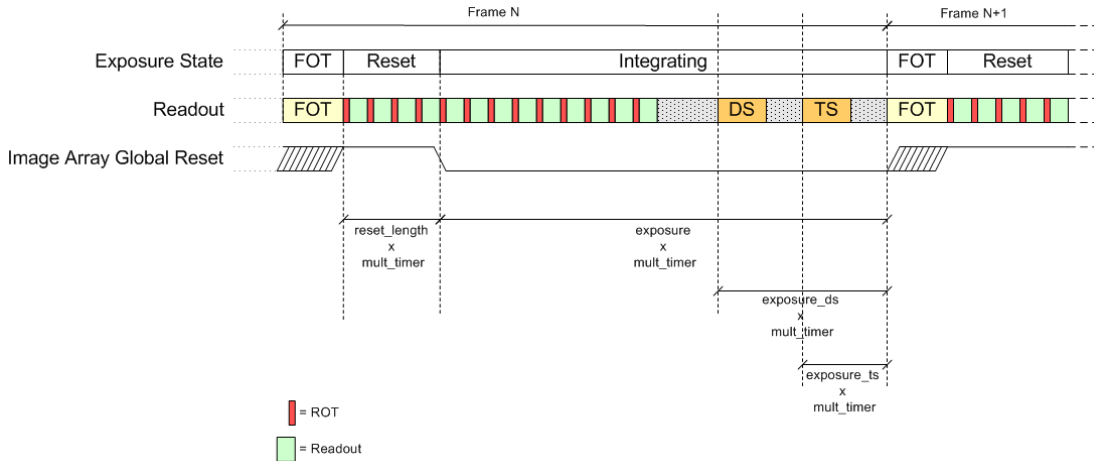 Frame N
Frame N+1
Exposure State
FOT
Reset
Integrating
FOT
Reset
Readout
FOT
DS
TS
FOT
Image Array Global Reset
reset_length
x
mult_timer
exposure
x
mult_timer
exposure_ds
x
mult_timer
exposure_ts
x
mult_timer
= ROT
= Readout